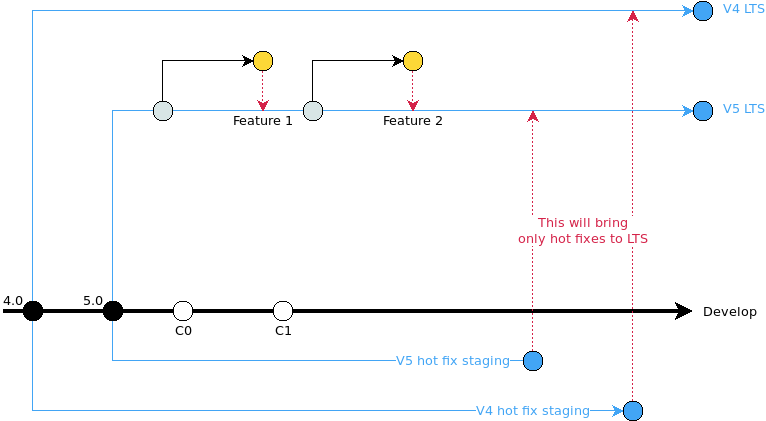 V4 LTS
V5 LTS
Feature 1
Feature 2
This will bring
only hot fixes to LTS
4.0
5.0
Develop
C0
C1
V5 hot fix staging
V4 hot fix staging